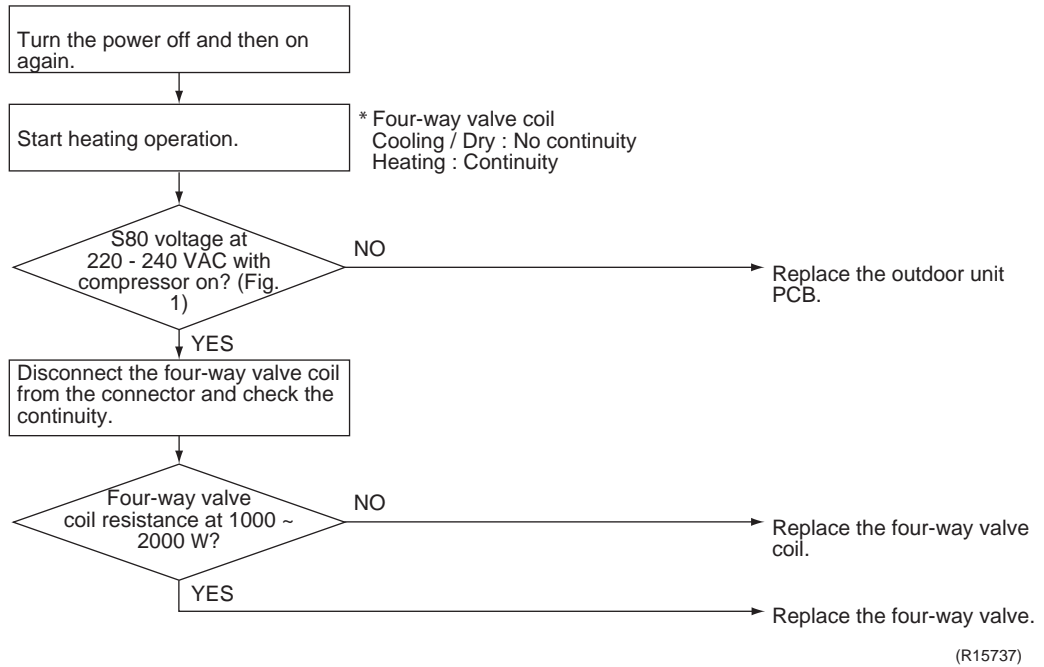 Turn the power off and then on
again.
Start heating operation.
* Four-way valve coil
Cooling / Dry : No continuity
Heating : Continuity
S80 voltage at
220 - 240 VAC with
compressor on? (Fig.
1)
NO
Replace the outdoor unit
PCB.
YES
Disconnect the four-way valve coil
from the connector and check the
continuity.
Four-way valve
coil resistance at 1000 ~
2000 W?
NO
Replace the four-way valve
coil.
YES
Replace the four-way valve.
(R15737)